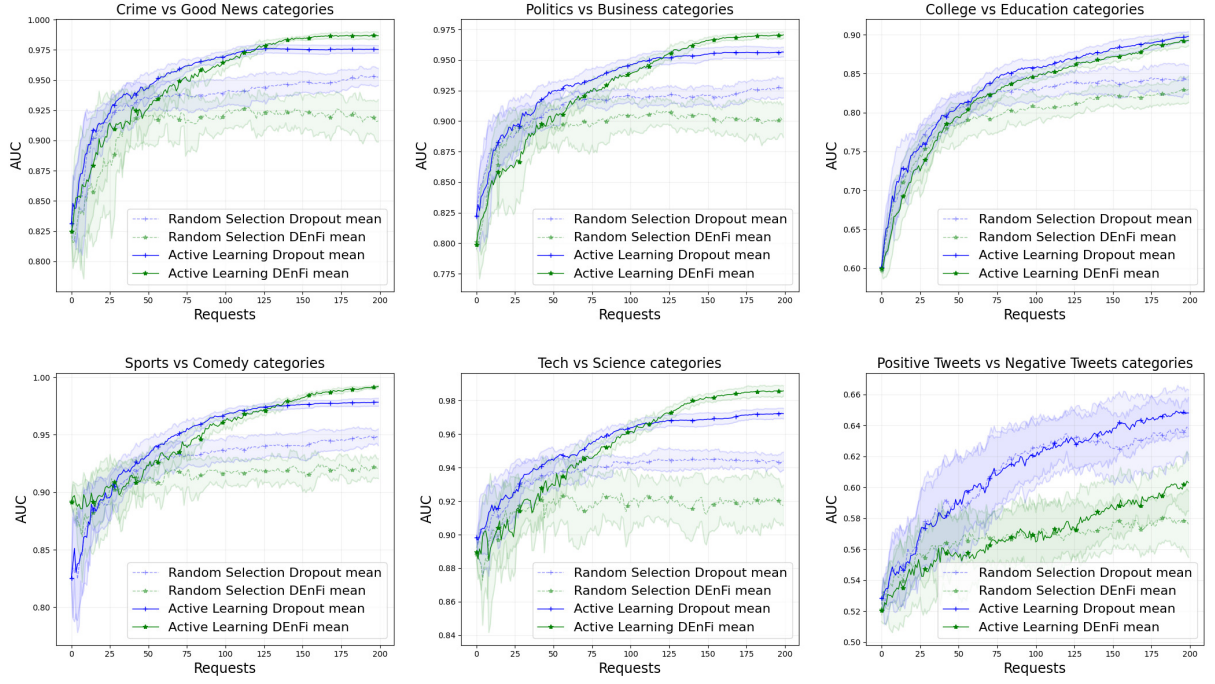 Crime vs Good News categories
1.000
0.975
0.950
0.925
0.900
0.875
0.850
0.825
0.800
AUC
Random Selection Dropout mean
Random Selection DEnFi mean
Active Learning Dropout mean
Active Learning DEnFi mean
0 25 50 75 100 125 150 175 200
Requests
Politics vs Business categories
0.975
0.950
0.925
0.900
0.875
0.850
0.825
0.800
0.775
AUC
Random Selection Dropout mean
Random Selection DEnFi mean
Active Learning Dropout mean
Active Learning DEnFi mean
0 25 50 75 100 125 150 175 200
Requests
College vs Education categories
0.90
0.85
0.80
0.75
0.70
0.65
0.60
AUC
Random Selection Dropout mean
Random Selection DEnFi mean
Active Learning Dropout mean
Active Learning DEnFi mean
0 25 50 75 100 125 150 175 200
Requests
Sports vs Comedy categories
1.00
0.95
0.90
0.85
0.80
AUC
Random Selection Dropout mean
Random Selection DEnFi mean
Active Learning Dropout mean
Active Learning DEnFi mean
0 25 50 75 100 125 150 175 200
Requests
Tech vs Science categories
0.98
0.96
0.94
0.92
0.90
0.88
0.86
0.84
AUC
Random Selection Dropout mean
Random Selection DEnFi mean
Active Learning Dropout mean
Active Learning DEnFi mean
0 25 50 75 100 125 150 175 200
Requests
Positive Tweets vs Negative Tweets categories
0.66
0.64
0.62
0.60
0.58
0.56
0.54
0.52
0.50
AUC
Random Selection Dropout mean
Random Selection DEnFi mean
Active Learning Dropout mean
Active Learning DEnFi mean
0 25 50 75 100 125 150 175 200
Requests